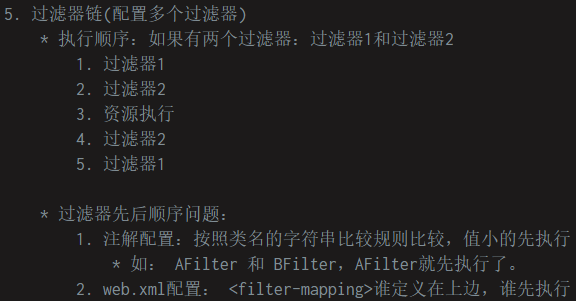 5. 过滤器链(配置多个过滤器)
* 执行顺序：如果有两个过滤器：过滤器1和过滤器2
1. 过滤器1
2. 过滤器2
3. 资源执行
4. 过滤器2
5. 过滤器1
* 过滤器先后顺序问题：
1. 注解配置：按照类名的字符串比较规则比较，值小的先执行
* 如： AFilter 和 BFilter，AFilter就先执行了。
2. web.xml配置： <filter-mapping>谁定义在上边，谁先执行